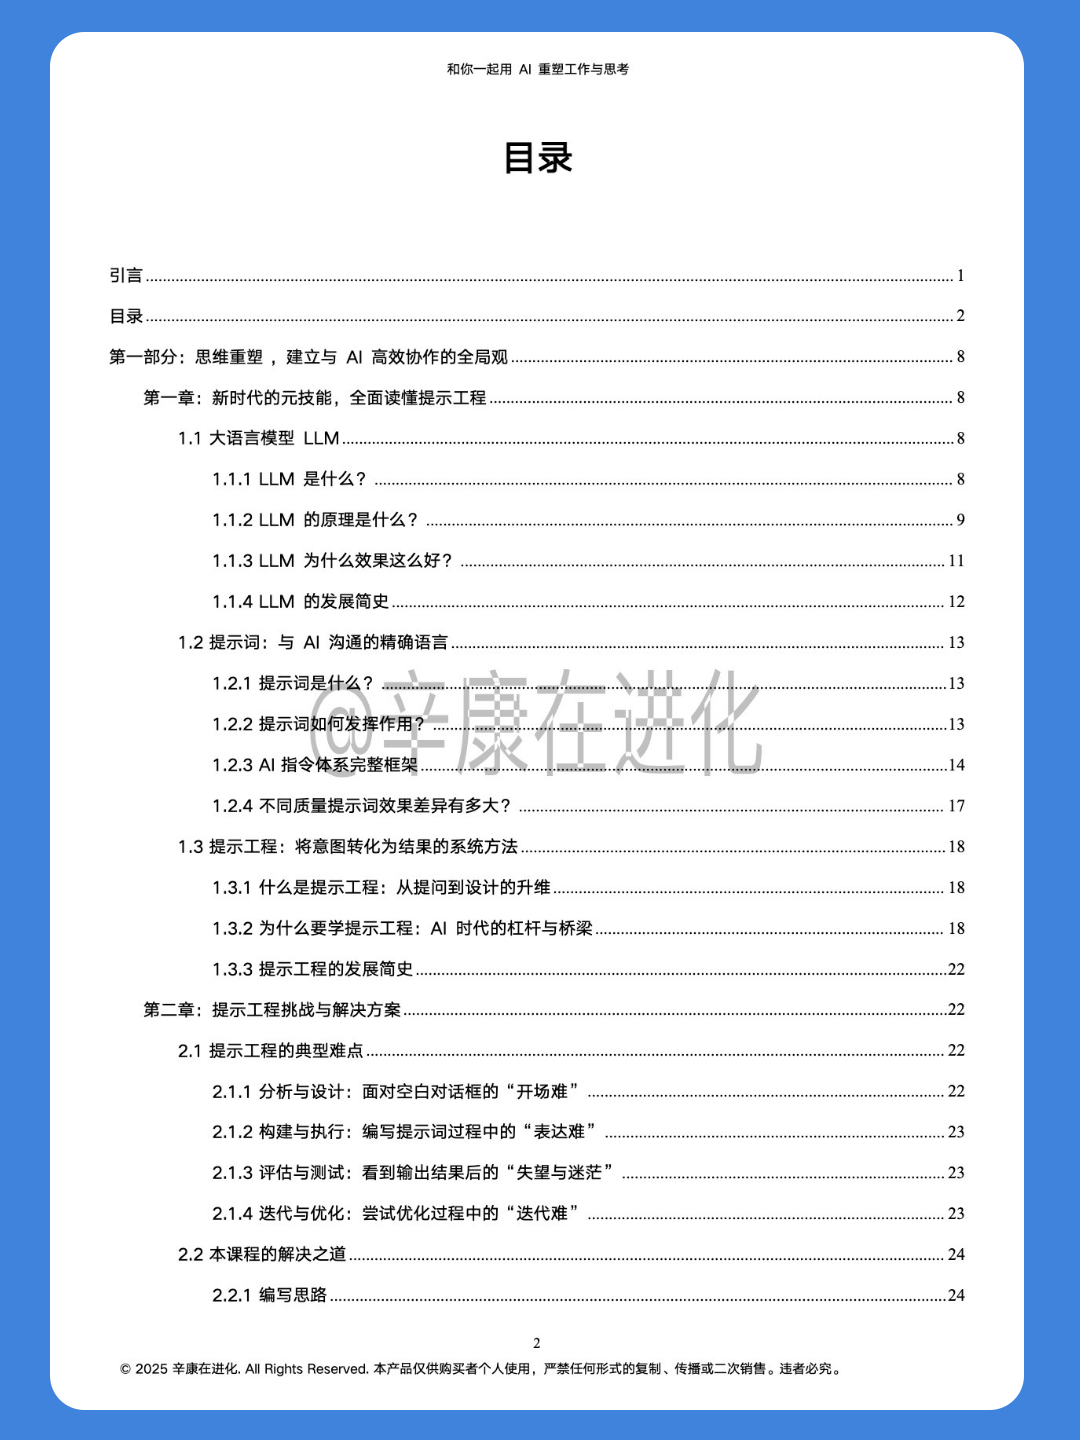 和你一起用 AI 重塑工作与思考
目录
引言 1
目录 2
第一部分：思维重塑 ，建立与 AI 高效协作的全局观 8
第一章：新时代的元技能，全面读懂提示工程 8
1.1 大语言模型 LLM 8
1.1.1 LLM 是什么？ 8
1.1.2 LLM 的原理是什么？ 9
1.1.3 LLM 为什么效果这么好？ 11
1.1.4 LLM 的发展简史 12
1.2 提示词：与 AI 沟通的精确语言 13
1.2.1 提示词是什么？ 13
1.2.2 提示词如何发挥作用？ 13
1.2.3 AI 指令体系完整框架 14
1.2.4 不同质量提示词效果差异有多大？ 17
1.3 提示工程：将意图转化为结果的系统方法 18
1.3.1 什么是提示工程：从提问到设计的升维 18
1.3.2 为什么要学提示工程：AI 时代的杠杆与桥梁 18
1.3.3 提示工程的发展简史 22
第二章：提示工程挑战与解决方案 22
2.1 提示工程的典型难点 22
2.1.1 分析与设计：面对空白对话框的“开场难” 22
2.1.2 构建与执行：编写提示词过程中的“表达难” 23
2.1.3 评估与测试：看到输出结果后的“失望与迷茫” 23
2.1.4 迭代与优化：尝试优化过程中的“迭代难” 23
2.2 本课程的解决之道 24
2.2.1 编写思路 24
@辛康在进化
2
© 2025 辛康在进化. All Rights Reserved. 本产品仅供购买者个人使用，严禁任何形式的复制、传播或二次销售。违者必究。